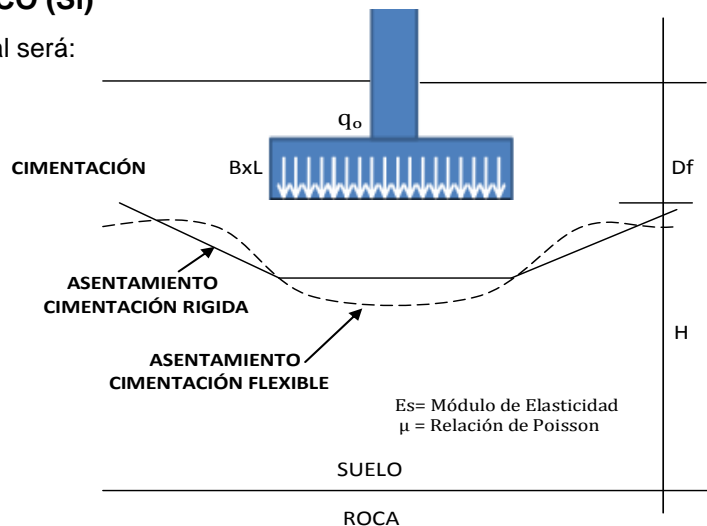 CO (Si)
al será:
q₀
CIMENTACIÓN
BxL
Df
ASENTAMIENTO
CIMENTACIÓN RIGIDA
H
ASENTAMIENTO
CIMENTACIÓN FLEXIBLE
Es= Módulo de Elasticidad
μ = Relación de Poisson
SUELO
ROCA